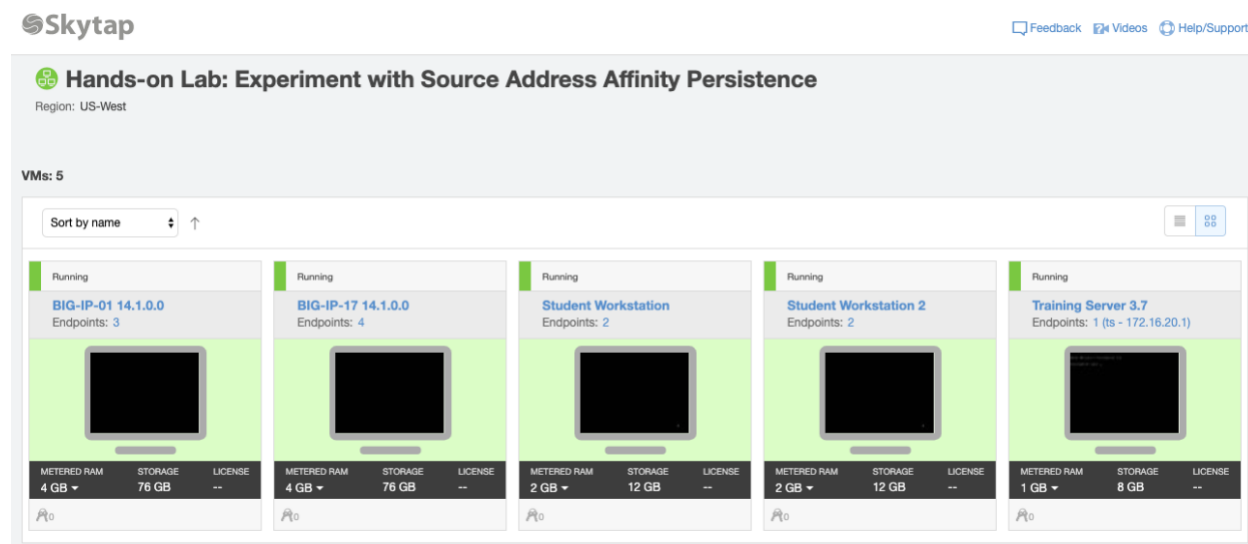 Skytap
Feedback Videos Help/Support
Hands-on Lab: Experiment with Source Address Affinity Persistence
Region: US-West
VMs: 5
Sort by name
Running
BIG-IP-01 14.1.0.0
Endpoints: 3
METERED RAM STORAGE LICENSE
4 GB 76 GB --
0
Running
BIG-IP-17 14.1.0.0
Endpoints: 4
METERED RAM STORAGE LICENSE
4 GB 76 GB --
0
Running
Student Workstation
Endpoints: 2
METERED RAM STORAGE LICENSE
2 GB 12 GB --
0
Running
Student Workstation 2
Endpoints: 2
METERED RAM STORAGE LICENSE
2 GB 12 GB --
0
Running
Training Server 3.7
Endpoints: 1 (ts - 172.16.20.1)
METERED RAM STORAGE LICENSE
1 GB 8 GB --
0